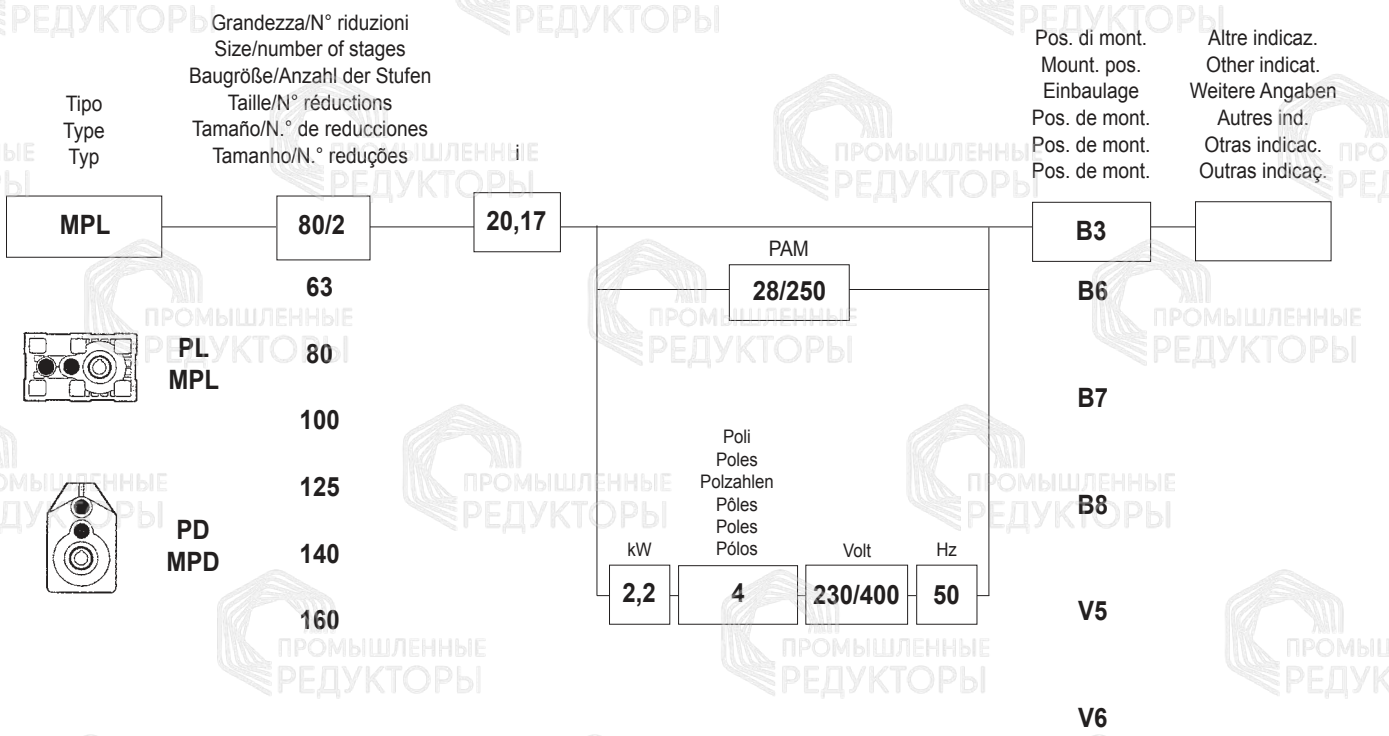 Grandezza/N° riduzioni
Size/number of stages
Baugröße/Anzahl der Stufen
Taille/N° réductions
Tamaño/N.° de reducciones
Tamanho/N.° reduções
Tipo
Type
Typ
i
Pos. di mont.
Mount. pos.
Einbaulage
Pos. de mont.
Pos. de mont.
Pos. de mont.
Altre indicaz.
Other indicat.
Weitere Angaben
Autres ind.
Otras indicac.
Outras indicaç.
MPL
80/2
20,17
PAM
28/250
B3
63
80
100
125
140
160
PL
MPL
PD
MPD
kW
2,2
Poli
Poles
Polzahlen
Pôles
Poles
Pólos
4
Volt
230/400
Hz
50
B6
B7
B8
V5
V6
ПРОМЫШЛЕННЫЕ
РЕДУКТОРЫ